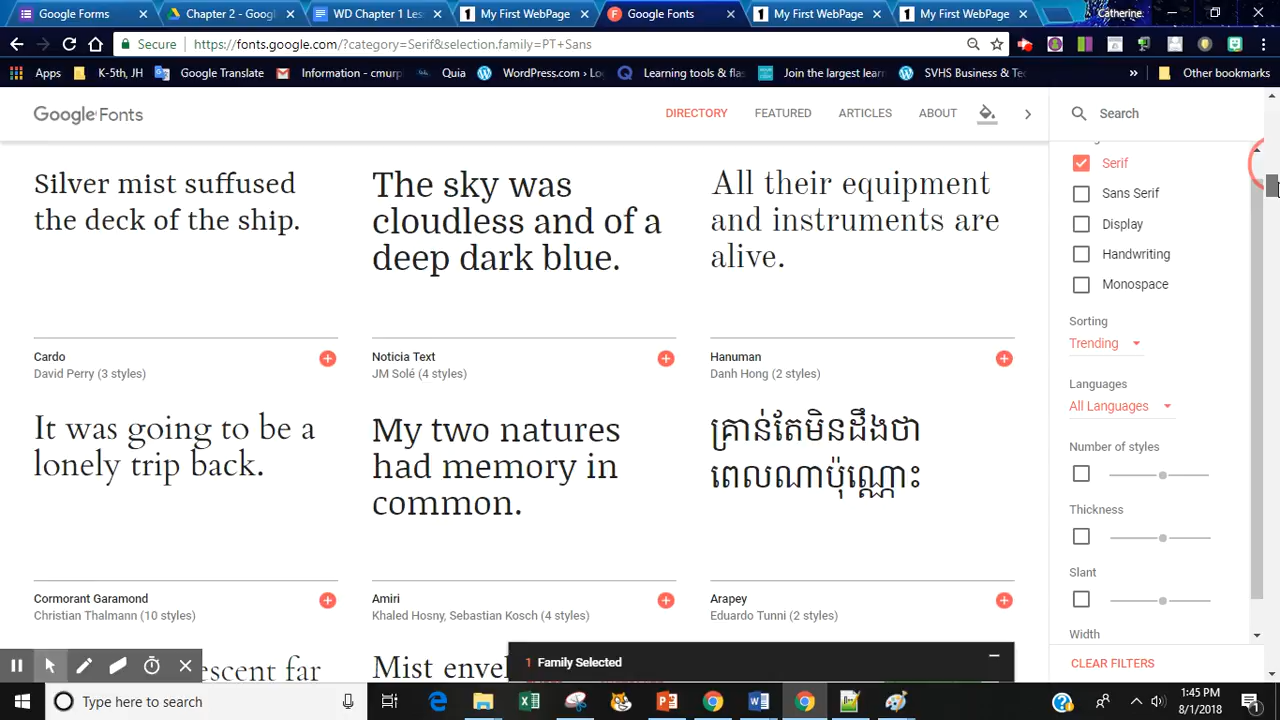 Google Forms
Chapter 2 - Goog
WD Chapter 1 Les
My First WebPage
Google Fonts
My First WebPage
My First WebPage
Catherine.
Secure
https://fonts.google.com/?category=Serif&selection.family=PT+Sans
Apps
K-5th, JH
Google Translate
Information - cmurp
Quia
WordPress.com › Lo
Learning tools & flas
Join the largest lear
SVHS Business & Te
»
Other bookmarks
Google Fonts
DIRECTORY
FEATURED
ARTICLES
ABOUT
Search
Silver mist suffused
the deck of the ship.
The sky was
cloudless and of a
deep dark blue.
All their equipment
and instruments are
alive.
Cardo
David Perry (3 styles)
Noticia Text
JM Solé (4 styles)
Hanuman
Danh Hong (2 styles)
It was going to be a
lonely trip back.
My two natures
had memory in
common.
គ្រាន់តែមិនដឹងថា
ពេលណាប៉ុណ្ណោះ
Cormorant Garamond
Christian Thalmann (10 styles)
Amiri
Khaled Hosny, Sebastian Kosch (4 styles)
Arapey
Eduardo Tunni (2 styles)
escent far
Mist enve
1 Family Selected
Serif
Sans Serif
Display
Handwriting
Monospace
Sorting
Trending
Languages
All Languages
Number of styles
Thickness
Slant
Width
CLEAR FILTERS
Type here to search
1:45 PM
8/1/2018